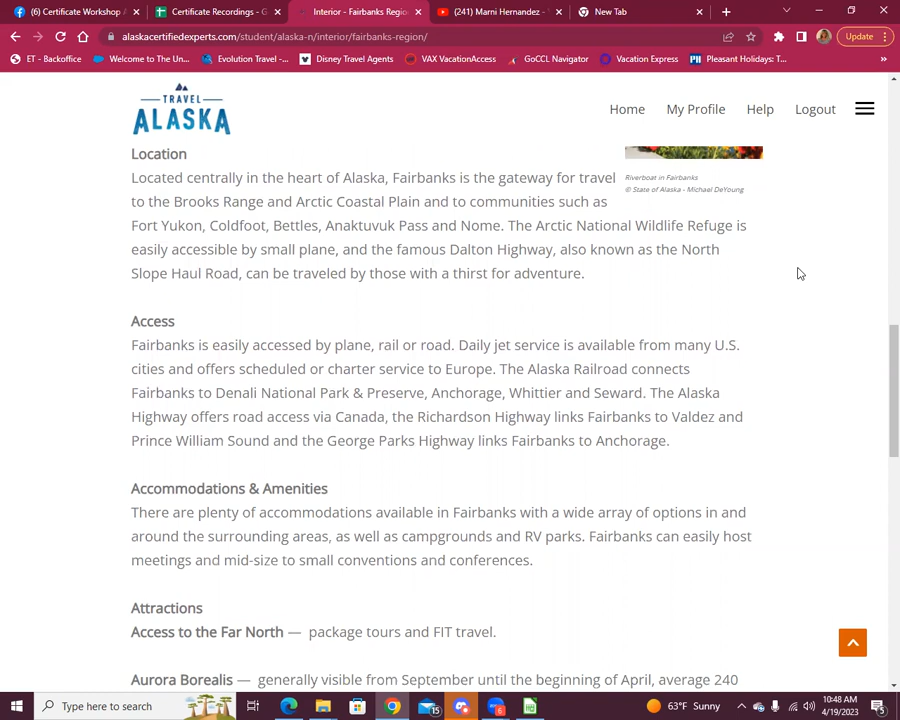 (6) Certificate Workshop A
Certificate Recordings - G
Interior - Fairbanks Regio
(241) Marni Hernandez -
New Tab
alaskacertifiedexperts.com/student/alaska-n/interior/fairbanks-region/
Update
ET - Backoffice
Welcome to The Un...
Evolution Travel -...
Disney Travel Agents
VAX VacationAccess
GoCCL Navigator
Vacation Express
Pleasant Holidays: T...
TRAVEL
ALASKA
Home
My Profile
Help
Logout
Location
Riverboat in Fairbanks
© State of Alaska - Michael DeYoung
Located centrally in the heart of Alaska, Fairbanks is the gateway for travel
to the Brooks Range and Arctic Coastal Plain and to communities such as
Fort Yukon, Coldfoot, Bettles, Anaktuvuk Pass and Nome. The Arctic National Wildlife Refuge is
easily accessible by small plane, and the famous Dalton Highway, also known as the North
Slope Haul Road, can be traveled by those with a thirst for adventure.
Access
Fairbanks is easily accessed by plane, rail or road. Daily jet service is available from many U.S.
cities and offers scheduled or charter service to Europe. The Alaska Railroad connects
Fairbanks to Denali National Park & Preserve, Anchorage, Whittier and Seward. The Alaska
Highway offers road access via Canada, the Richardson Highway links Fairbanks to Valdez and
Prince William Sound and the George Parks Highway links Fairbanks to Anchorage.
Accommodations & Amenities
There are plenty of accommodations available in Fairbanks with a wide array of options in and
around the surrounding areas, as well as campgrounds and RV parks. Fairbanks can easily host
meetings and mid-size to small conventions and conferences.
Attractions
Access to the Far North — package tours and FIT travel.
Aurora Borealis — generally visible from September until the beginning of April, average 240
Type here to search
15
6
63°F Sunny
10:48 AM
4/19/2023
5